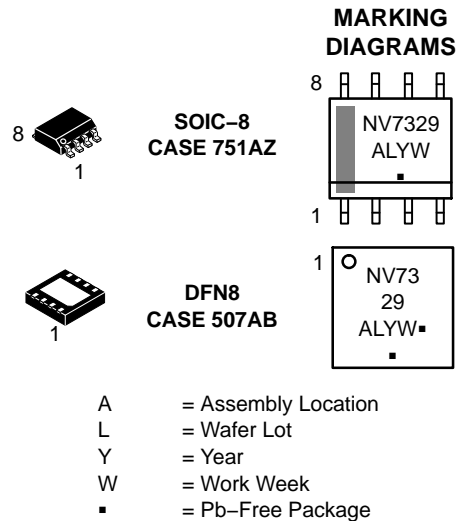 MARKING
DIAGRAMS
8
8
1
SOIC−8
CASE 751AZ
NV7329
ALYW
▪
1
1
DFN8
CASE 507AB
1
NV73
29
ALYW▪
▪
A = Assembly Location
L = Wafer Lot
Y = Year
W = Work Week
▪ = Pb−Free Package